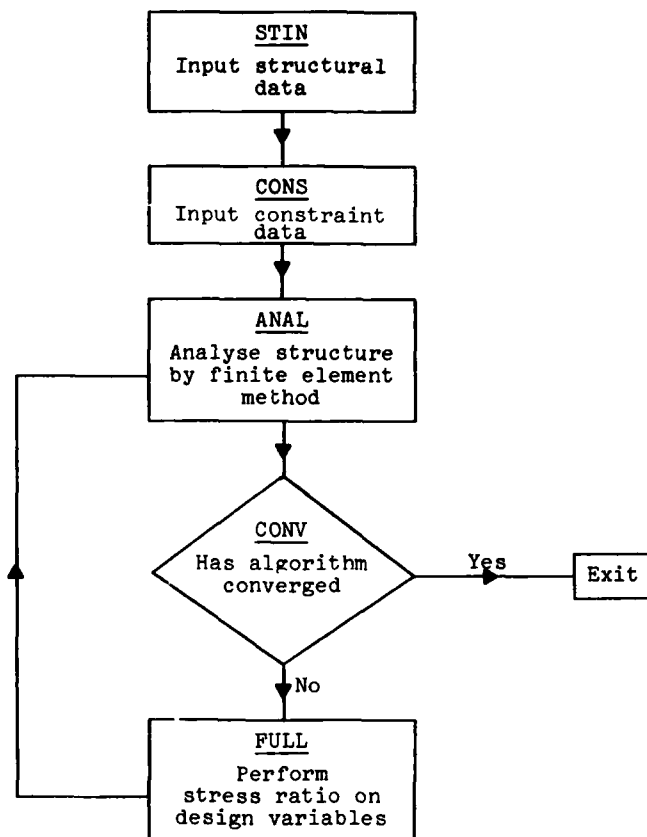 STIN
Input structural
data
CONS
Input constraint
data
ANAL
Analyse structure
by finite element
method
CONV
Has algorithm
converged
Yes
Exit
No
FULL
Perform
stress ratio on
design variables